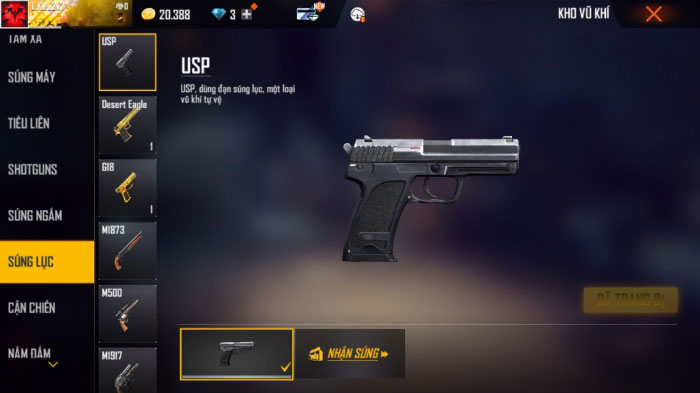 20.388
3
NEW
KHO VŨ KHÍ
TẦM XA
SÚNG MÁY
TIỂU LIÊN
SHOTGUNS
SÚNG NGẮM
SÚNG LỤC
CẬN CHIẾN
NẮM ĐẤM
USP
Desert Eagle
1
G18
1
M1873
M500
M1917
USP
USP, dùng đạn súng lục, một loại
vũ khí tự vệ
ĐÃ TRANG BỊ
NHẬN SÚNG